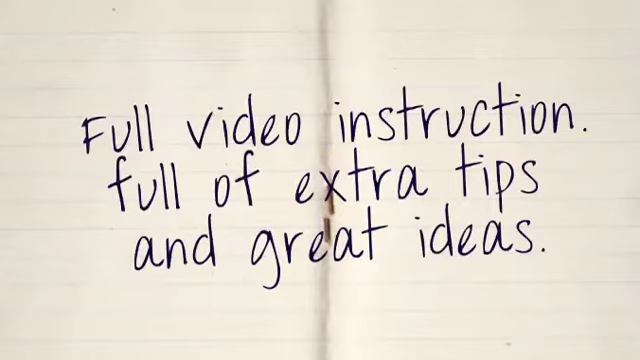 Full video instruction.
full of extra tips
and great ideas.